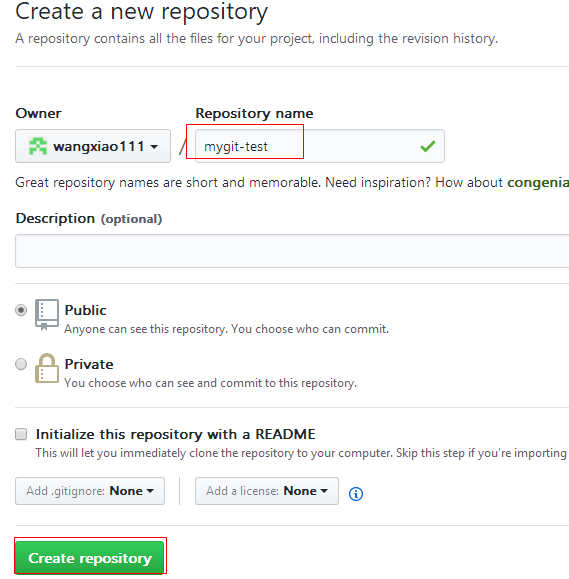 Create a new repository
A repository contains all the files for your project, including the revision history.
Owner
Repository name
wangxiao111
/
mygit-test
Great repository names are short and memorable. Need inspiration? How about congenia
Description (optional)
Public
Anyone can see this repository. You choose who can commit.
Private
You choose who can see and commit to this repository.
Initialize this repository with a README
This will let you immediately clone the repository to your computer. Skip this step if you're importing
Add .gitignore: None
Add a license: None
Create repository